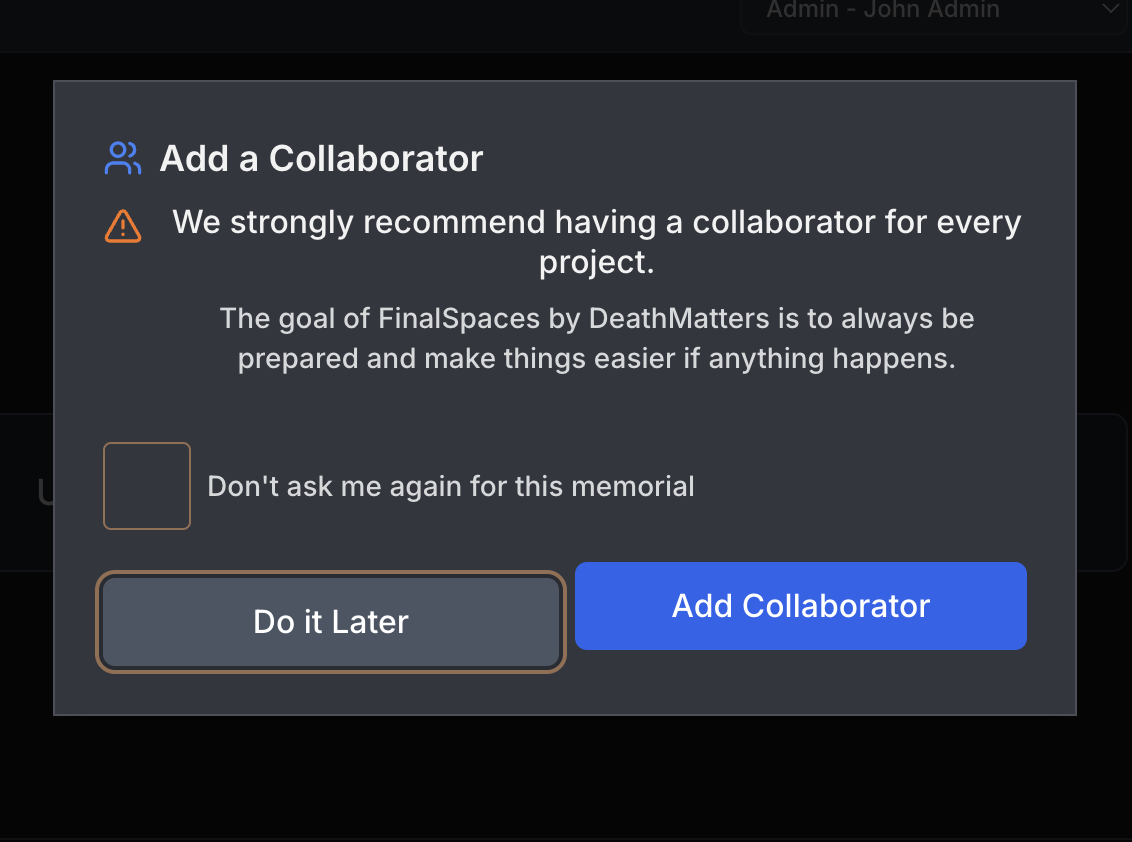 Admin - John Admin
Add a Collaborator
We strongly recommend having a collaborator for every
project.
The goal of FinalSpaces by DeathMatters is to always be
prepared and make things easier if anything happens.
Don't ask me again for this memorial
Do it Later
Add Collaborator